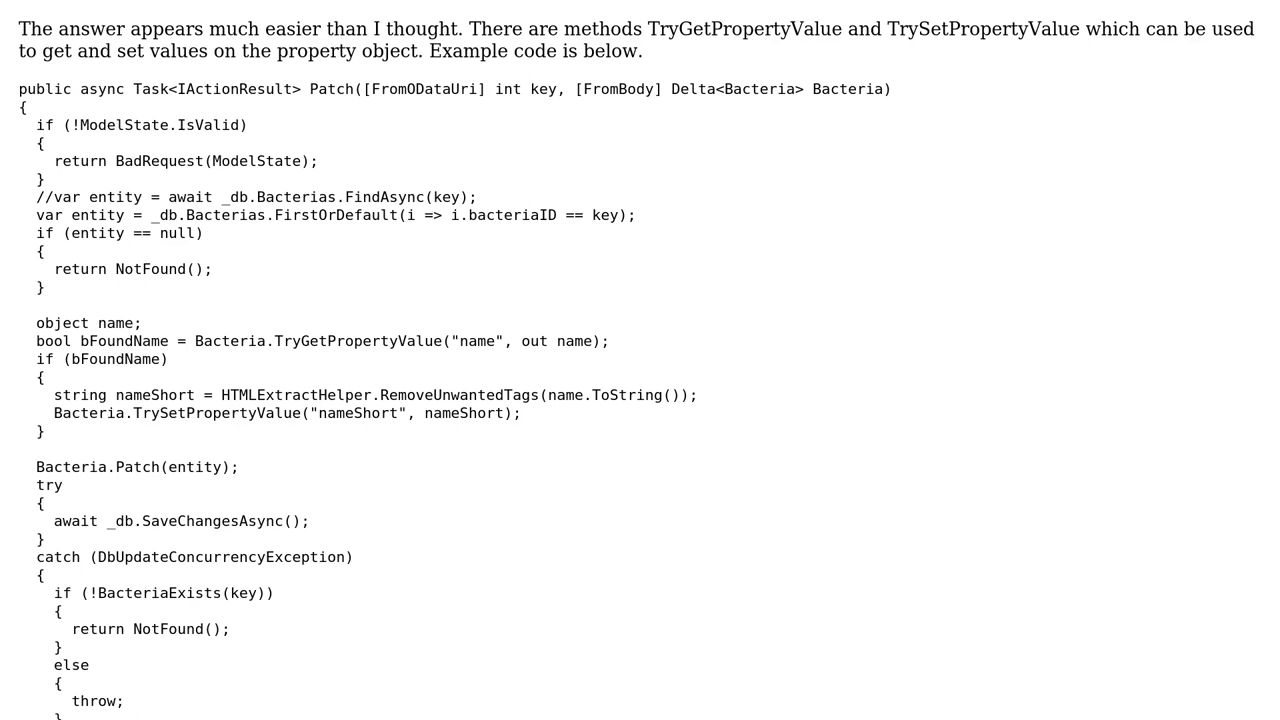 The answer appears much easier than I thought. There are methods TryGetPropertyValue and TrySetPropertyValue which can be used
to get and set values on the property object. Example code is below.
public async Task<IActionResult> Patch([FromODataUri] int key, [FromBody] Delta<Bacteria> Bacteria)
{
  if (!ModelState.IsValid)
  {
    return BadRequest(ModelState);
  }
  //var entity = await _db.Bacterias.FindAsync(key);
  var entity = _db.Bacterias.FirstOrDefault(i => i.bacteriaID == key);
  if (entity == null)
  {
    return NotFound();
  }

  object name;
  bool bFoundName = Bacteria.TryGetPropertyValue("name", out name);
  if (bFoundName)
  {
    string nameShort = HTMLExtractHelper.RemoveUnwantedTags(name.ToString());
    Bacteria.TrySetPropertyValue("nameShort", nameShort);
  }

  Bacteria.Patch(entity);
  try
  {
    await _db.SaveChangesAsync();
  }
  catch (DbUpdateConcurrencyException)
  {
    if (!BacteriaExists(key))
    {
      return NotFound();
    }
    else
    {
      throw;
    }